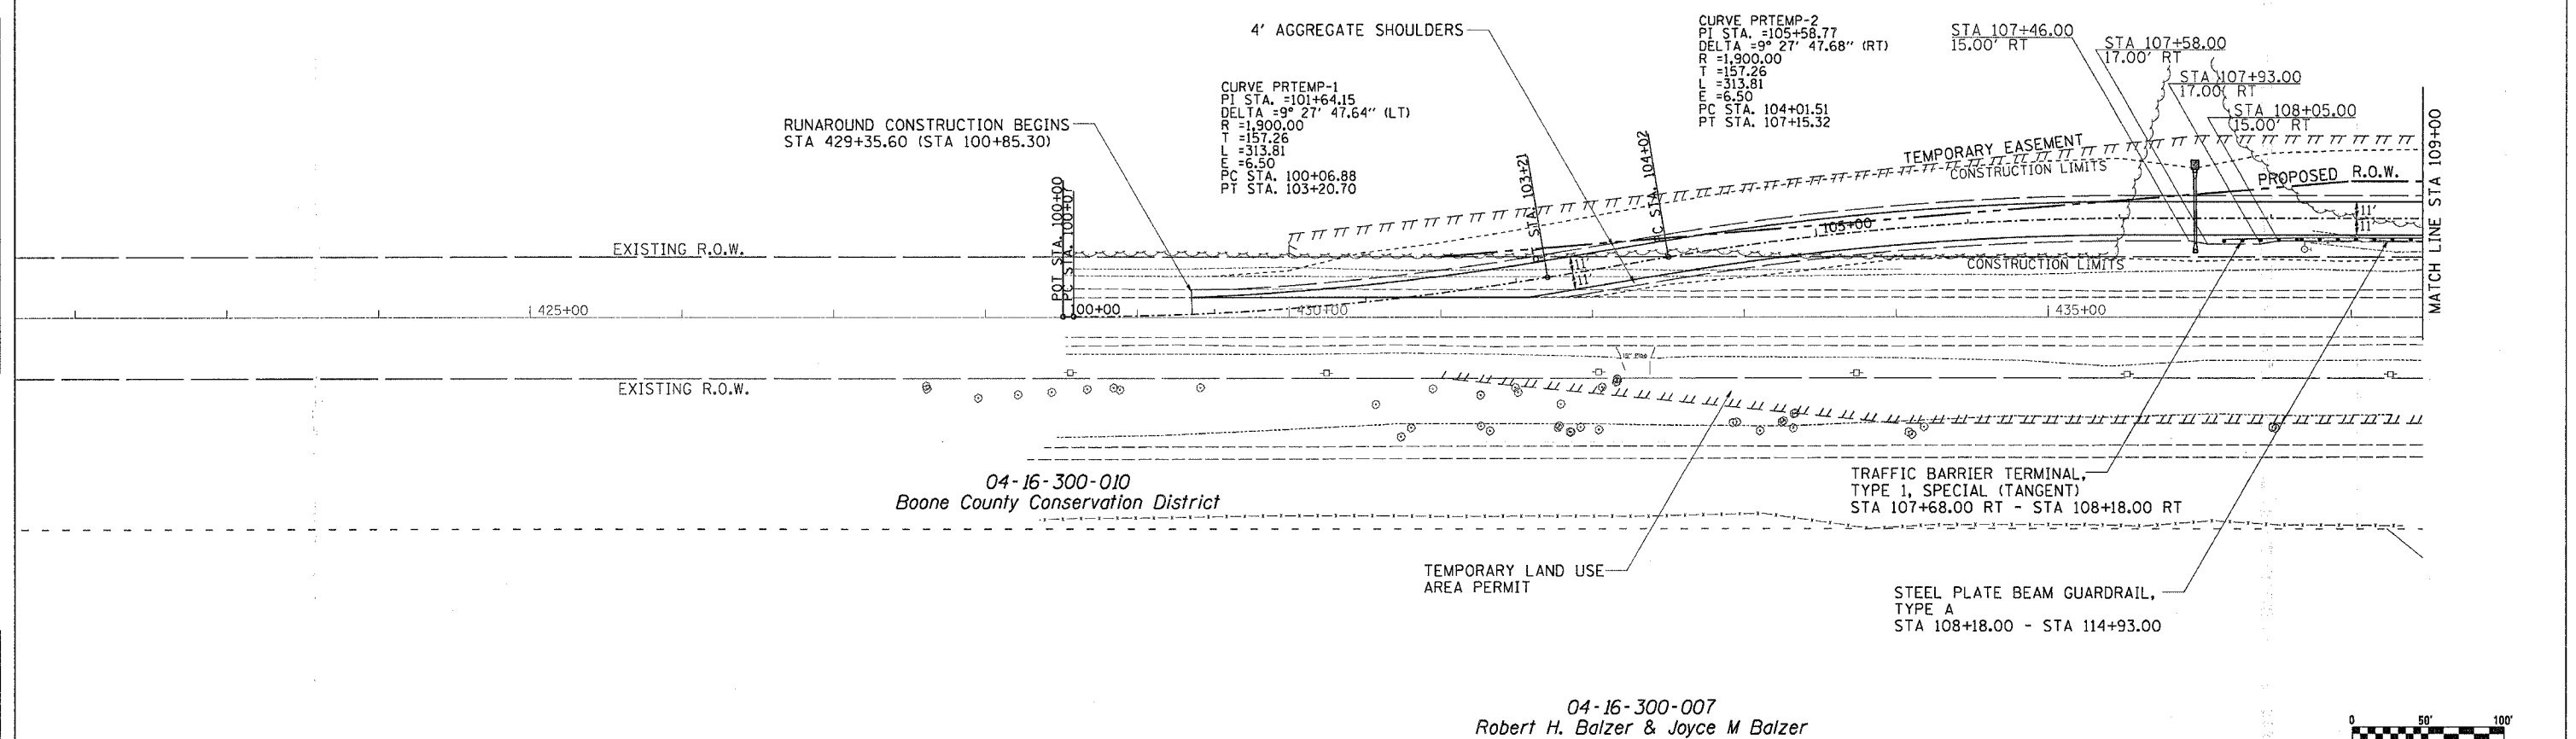 4' AGGREGATE SHOULDERS
CURVE PRTEMP-2
PI STA. =105+58.77
DELTA =9° 27' 47.68'' (RT)
R =1,900.00
T =157.26
L =313.81
E =6.50
PC STA. 104+01.51
PT STA. 107+15.32
STA 107+46.00
15.00' RT
STA 107+58.00
17.00' RT
STA 107+93.00
17.00' RT
STA 108+05.00
15.00' RT
CURVE PRTEMP-1
PI STA. =101+64.15
DELTA =9° 27' 47.64'' (LT)
R =1,900.00
T =157.26
L =313.81
E =6.50
PC STA. 100+06.88
PT STA. 103+20.70
RUNAROUND CONSTRUCTION BEGINS
STA 429+35.60 (STA 100+85.30)
POT STA. 100+00
PC STA. 100+07
PT STA. 103+21
PC STA. 104+02
TEMPORARY EASEMENT
CONSTRUCTION LIMITS
PROPOSED R.O.W.
MATCH LINE STA 109+00
EXISTING R.O.W.
105+00
11'
11'
11'
11'
CONSTRUCTION LIMITS
425+00
00+00
430+00
435+00
EXISTING R.O.W.
04-16-300-010
Boone County Conservation District
TRAFFIC BARRIER TERMINAL,
TYPE 1, SPECIAL (TANGENT)
STA 107+68.00 RT - STA 108+18.00 RT
TEMPORARY LAND USE
AREA PERMIT
STEEL PLATE BEAM GUARDRAIL,
TYPE A
STA 108+18.00 - STA 114+93.00
04-16-300-007
Robert H. Balzer & Joyce M Balzer
0 50' 100'